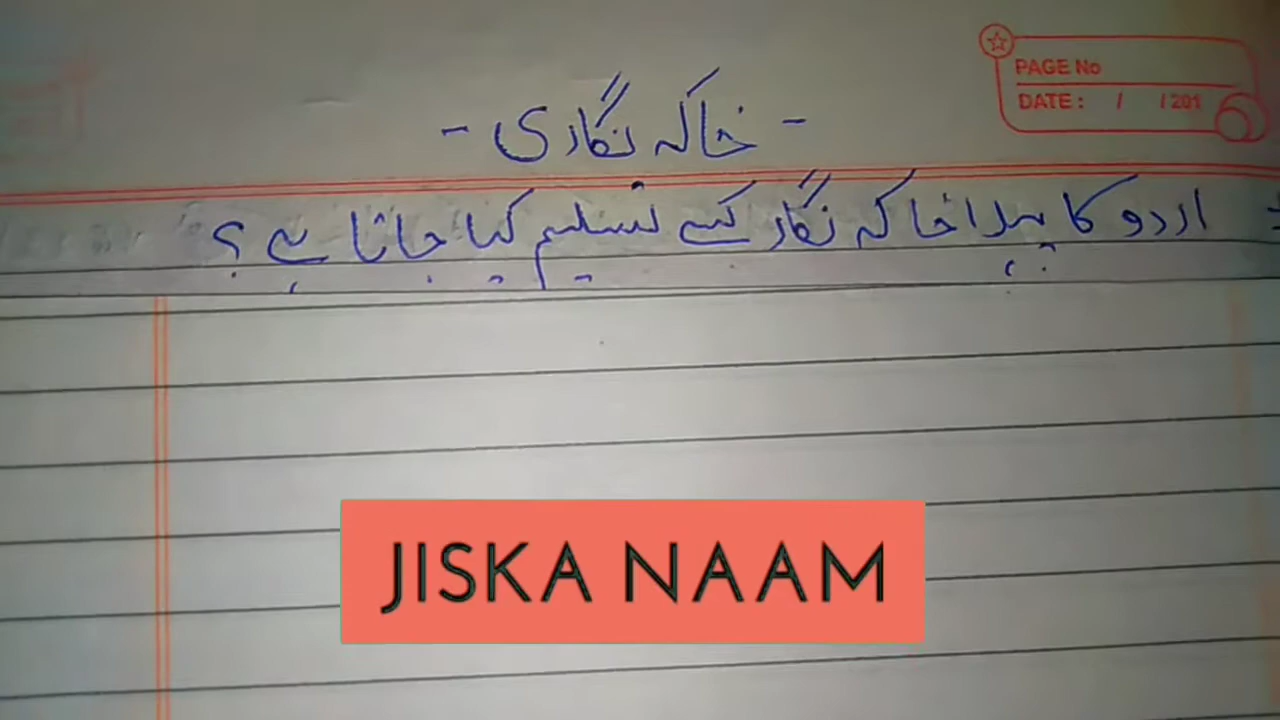 PAGE No
DATE : / / 201
- خاکہ نگاری -
اردو کا پہلا خاکہ نگار کسے تسلیم کیا جاتا ہے ؟
JISKA NAAM